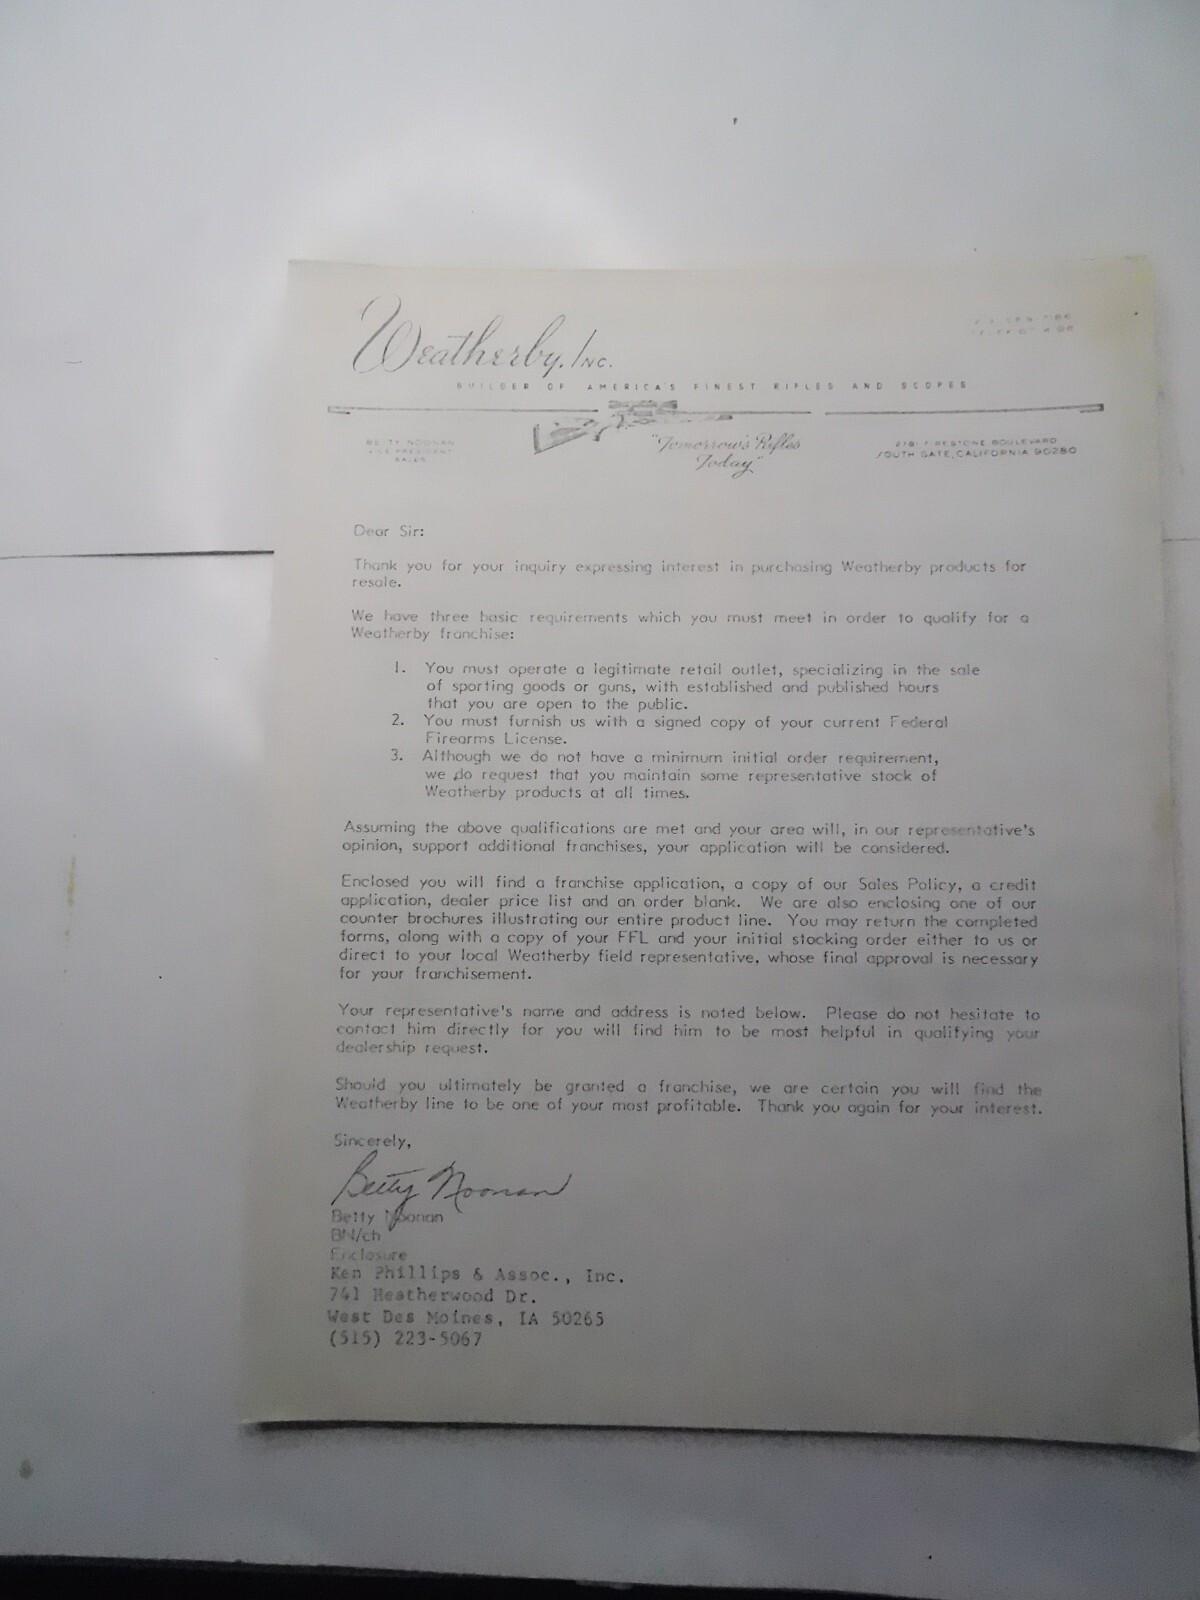 Weatherby, Inc.
BUILDER OF AMERICA'S FINEST RIFLES AND SCOPES
BETTY NOONAN
VICE PRESIDENT
SALES
"Tomorrow's Rifles
Today"
2781 FIRESTONE BOULEVARD
SOUTH GATE, CALIFORNIA 90280
Dear Sir:
Thank you for your inquiry expressing interest in purchasing Weatherby products for
resale.
We have three basic requirements which you must meet in order to qualify for a
Weatherby franchise:
1. You must operate a legitimate retail outlet, specializing in the sale
of sporting goods or guns, with established and published hours
that you are open to the public.
2. You must furnish us with a signed copy of your current Federal
Firearms License.
3. Although we do not have a minimum initial order requirement,
we do request that you maintain some representative stock of
Weatherby products at all times.
Assuming the above qualifications are met and your area will, in our representative's
opinion, support additional franchises, your application will be considered.
Enclosed you will find a franchise application, a copy of our Sales Policy, a credit
application, dealer price list and an order blank. We are also enclosing one of our
counter brochures illustrating our entire product line. You may return the completed
forms, along with a copy of your FFL and your initial stocking order either to us or
direct to your local Weatherby field representative, whose final approval is necessary
for your franchisement.
Your representative's name and address is noted below. Please do not hesitate to
contact him directly for you will find him to be most helpful in qualifying your
dealership request.
Should you ultimately be granted a franchise, we are certain you will find the
Weatherby line to be one of your most profitable. Thank you again for your interest.
Sincerely,
Betty Noonan
Betty Noonan
BN/ch
Enclosure
Ken Phillips & Assoc., Inc.
741 Heatherwood Dr.
West Des Moines, IA 50265
(515) 223-5067